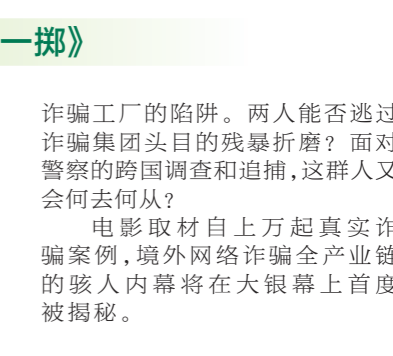 一掷》
诈骗工厂的陷阱。两人能否逃过
诈骗集团头目的残暴折磨？面对
警察的跨国调查和追捕，这群人又
会何去何从？
电影取材自上万起真实诈
骗案例，境外网络诈骗全产业链
的骇人内幕将在大银幕上首度
被揭秘。